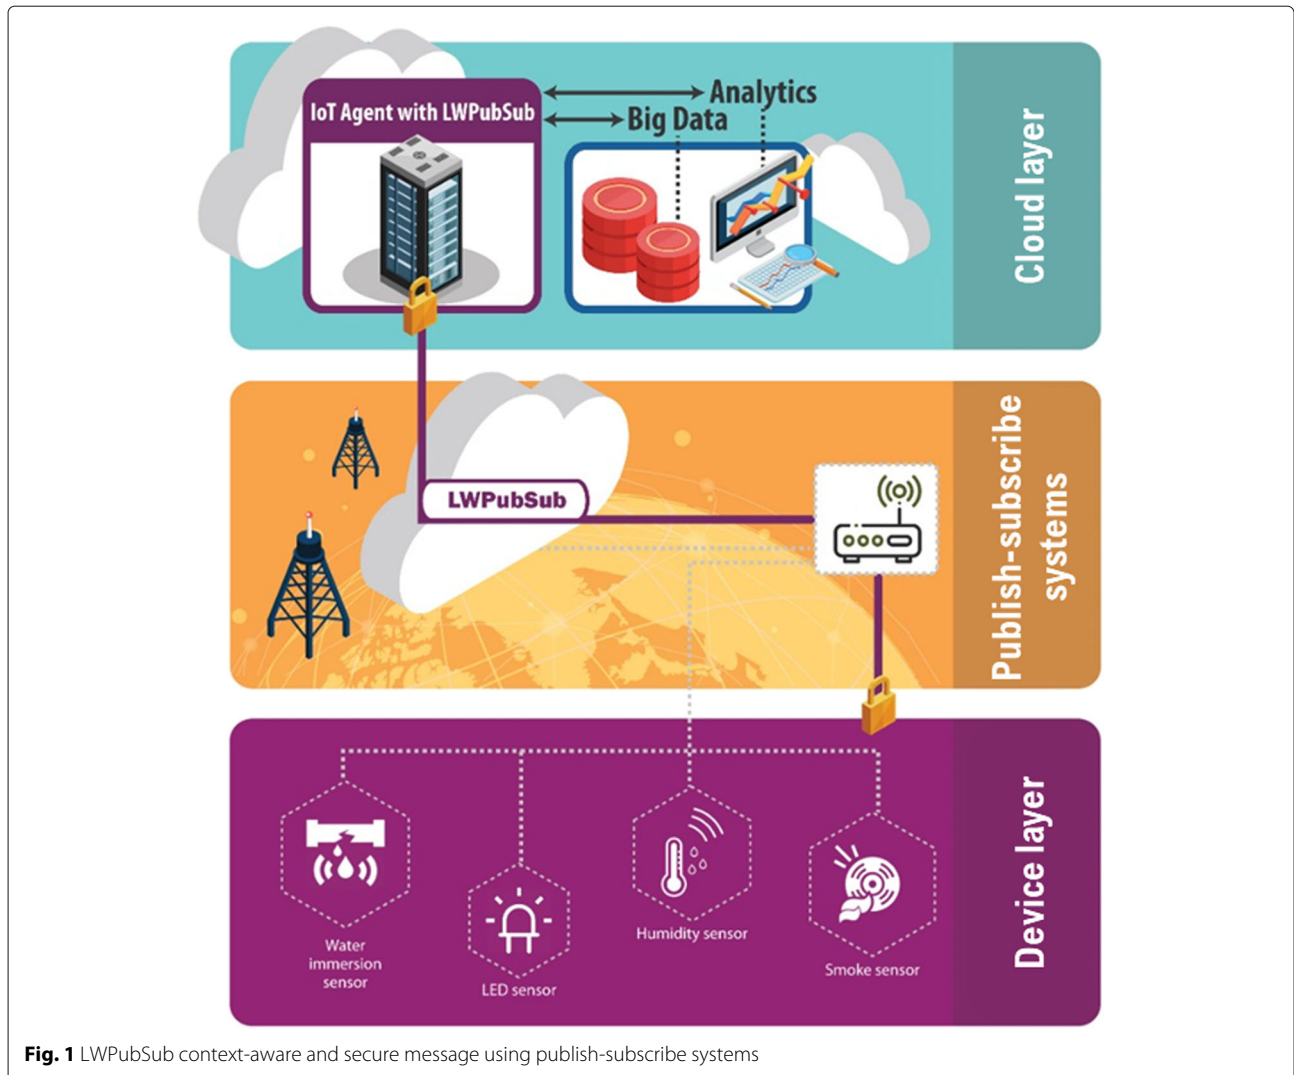 IoT Agent with LWPubSub
Analytics
Big Data
Cloud layer
LWPubSub
Publish-subscribe
systems
Water
immersion
sensor
LED sensor
Humidity sensor
Smoke sensor
Device layer
Fig. 1 LWPubSub context-aware and secure message using publish-subscribe systems